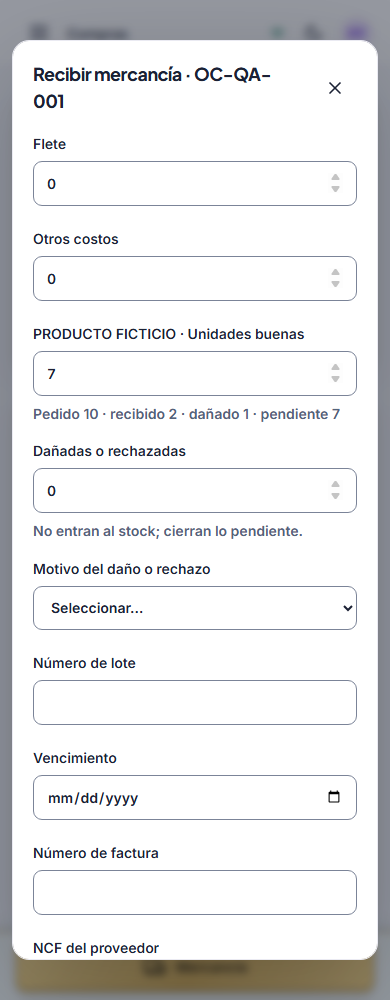 Recibir mercancía · OC-QA-
001
Flete
0
Otros costos
0
PRODUCTO FICTICIO · Unidades buenas
7
Pedido 10 · recibido 2 · dañado 1 · pendiente 7
Dañadas o rechazadas
0
No entran al stock; cierran lo pendiente.
Motivo del daño o rechazo
Seleccionar...
Número de lote
Vencimiento
mm/dd/yyyy
Número de factura
NCF del proveedor